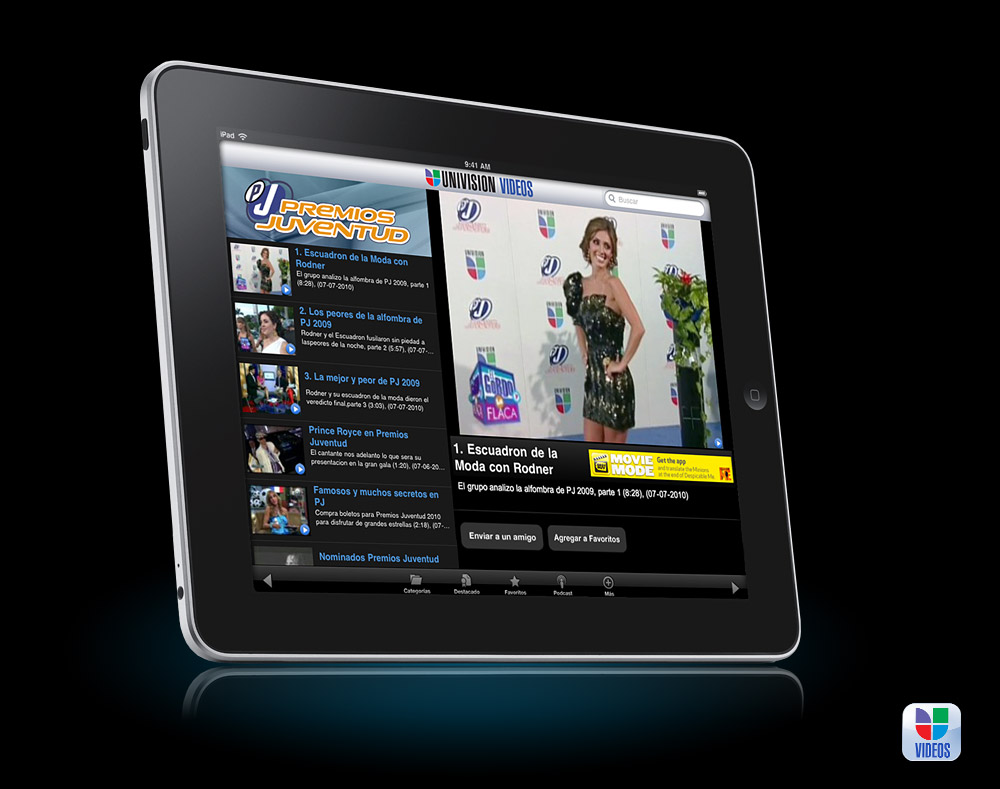 iPad
9:41 AM
UNIVISION VIDEOS
Buscar
PJ PREMIOS
JUVENTUD
1. Escuadron de la Moda con
Rodner
El grupo analizo la alfombra de PJ 2009, parte 1
(8:28), (07-07-2010)
2. Los peores de la alfombra de
PJ 2009
Rodner y el Escuadron fusilaron sin piedad a
laspeores de la noche, parte 2 (5:57), (07-07-...
3. La mejor y peor de PJ 2009
Rodner y su escuadron de la moda dieron el
veredicto final.parte 3 (3:03), (07-07-2010)
Prince Royce en Premios
Juventud
El cantante nos adelanto lo que sera su
presentacion en la gran gala (1:20), (07-06-20...
Famosos y muchos secretos en
PJ
Compra boletos para Premios Juventud 2010
para disfrutar de grandes estrellas (2:18), (07-...
Nominados Premios Juventud
PJ
PJ
PJ
PJ
el GORDO
y la
FLACA
1. Escuadron de la
Moda con Rodner
MOVIE
MODE
Get the app
and translate the Minions
at the end of Despicable Me.
El grupo analizo la alfombra de PJ 2009, parte 1 (8:28), (07-07-2010)
Enviar a un amigo
Agregar a Favoritos
Categorías
Destacado
Favoritos
Podcast
Más
VIDEOS